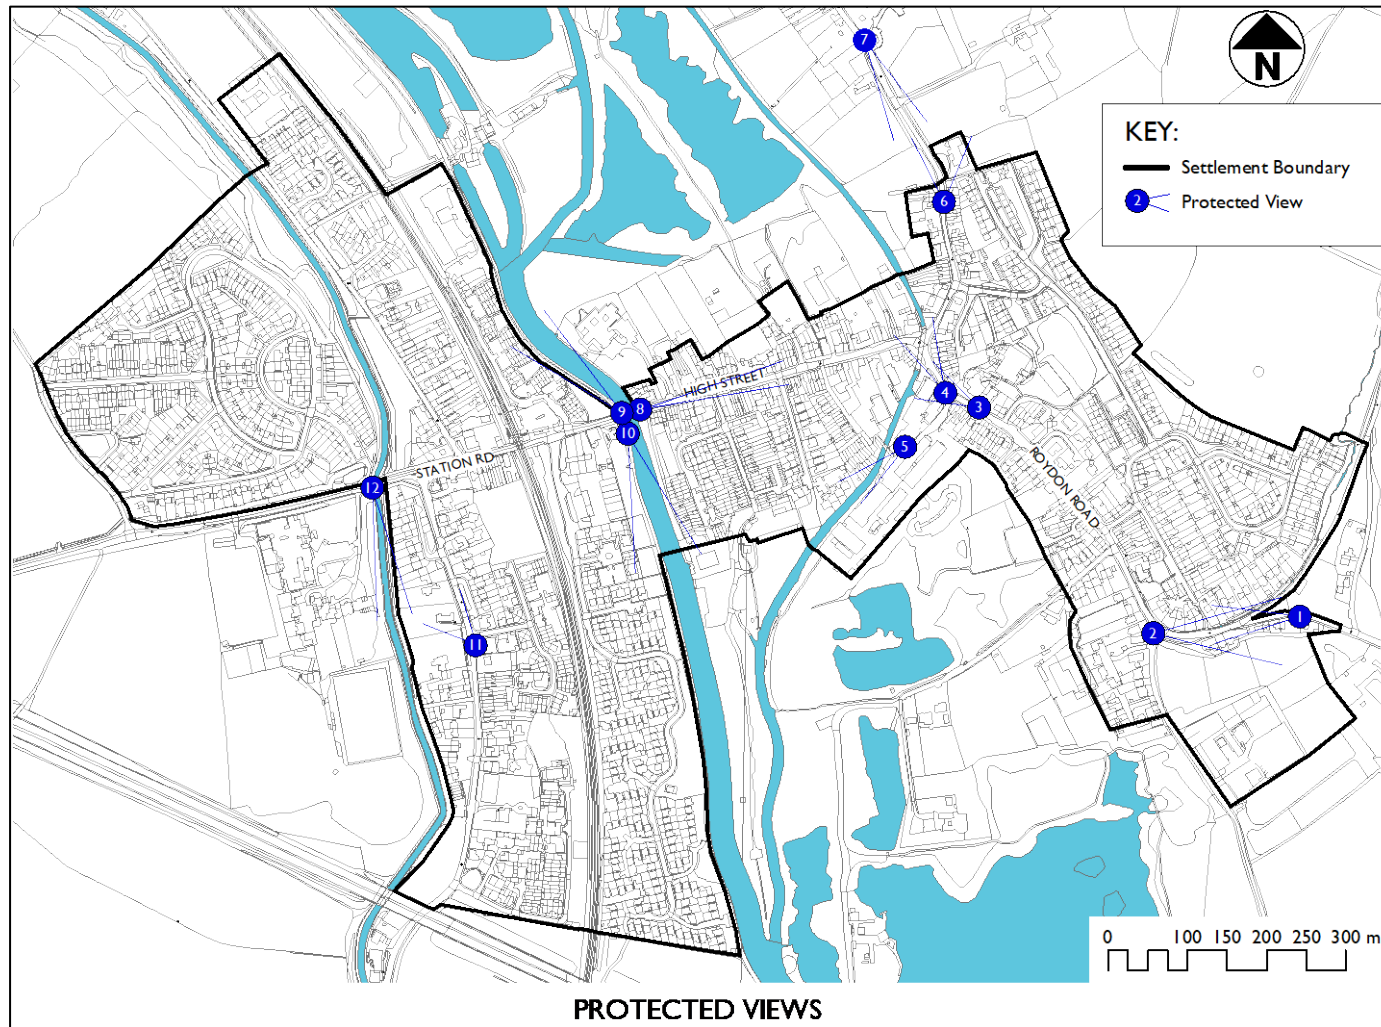 7
N
KEY:
Settlement Boundary
2 Protected View
6
HIGH STREET
4
3
9
8
10
5
STATION RD
ROYDON ROAD
12
1
2
11
0 100 150 200 250 300 m
PROTECTED VIEWS